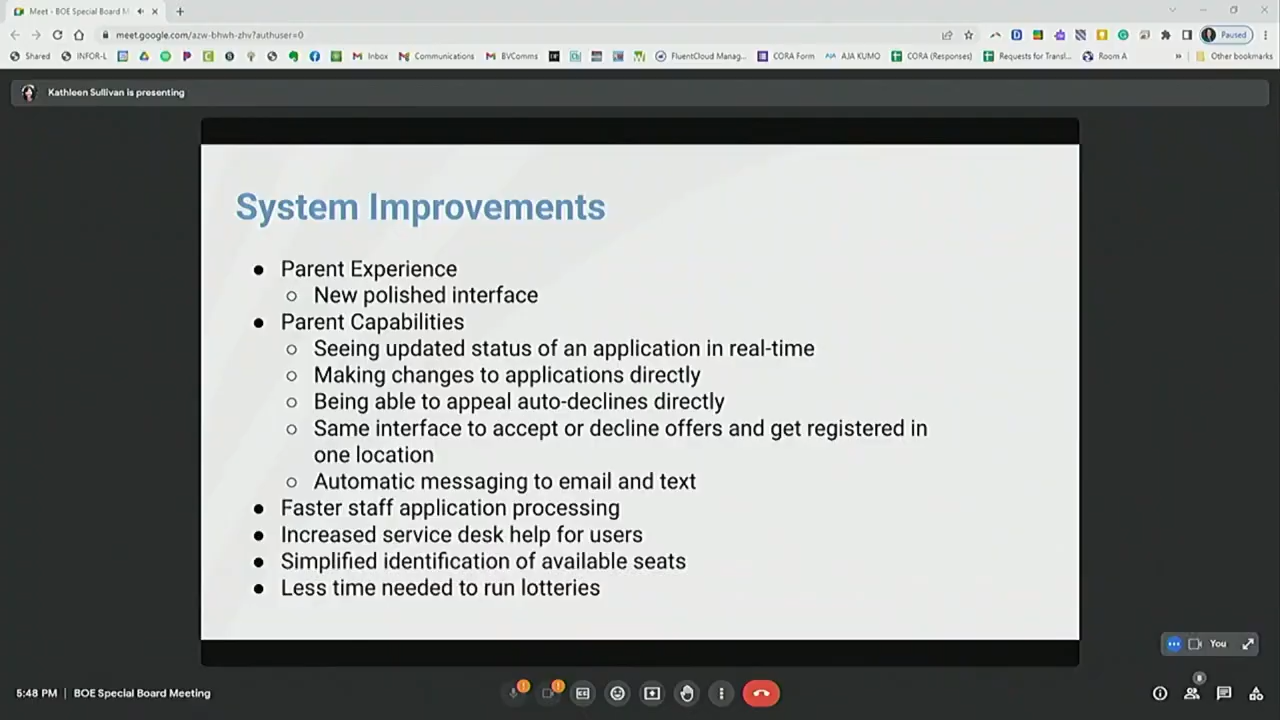 Meet - BOE Special Board M
meet.google.com/azw-bhwh-zhv?authuser=0
Paused
Shared
INFOR-L
Inbox
Communications
BVComms
FluentCloud Manag...
CORA Form
AJA KUMO
CORA (Responses)
Requests for Transl...
Room A
Other bookmarks
Kathleen Sullivan is presenting
System Improvements
● Parent Experience
○ New polished interface
● Parent Capabilities
○ Seeing updated status of an application in real-time
○ Making changes to applications directly
○ Being able to appeal auto-declines directly
○ Same interface to accept or decline offers and get registered in
one location
○ Automatic messaging to email and text
● Faster staff application processing
● Increased service desk help for users
● Simplified identification of available seats
● Less time needed to run lotteries
You
5:48 PM | BOE Special Board Meeting
8